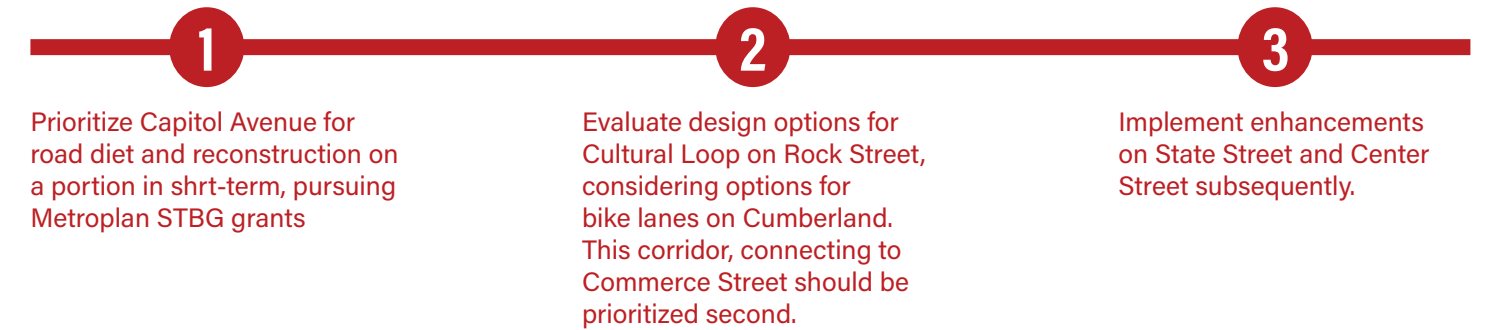 1
Prioritize Capitol Avenue for
road diet and reconstruction on
a portion in shrt-term, pursuing
Metroplan STBG grants
2
Evaluate design options for
Cultural Loop on Rock Street,
considering options for
bike lanes on Cumberland.
This corridor, connecting to
Commerce Street should be
prioritized second.
3
Implement enhancements
on State Street and Center
Street subsequently.